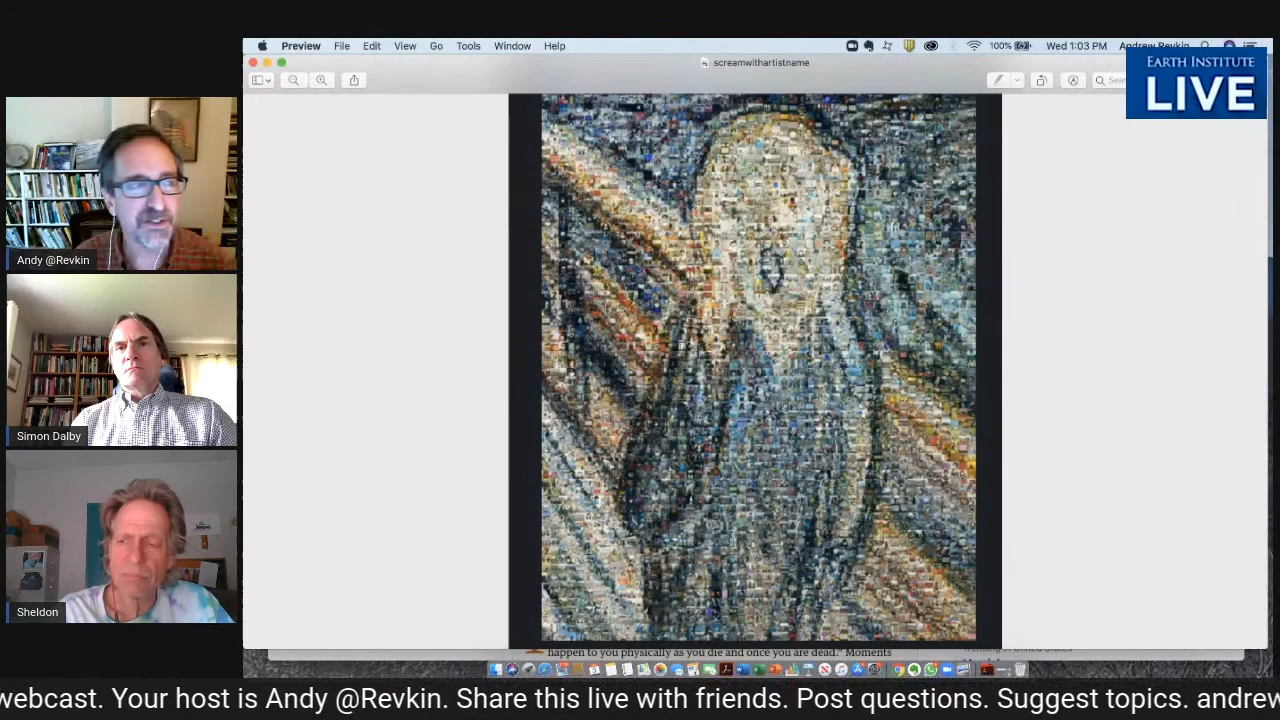 Preview File Edit View Go Tools Window Help
100% Wed 1:03 PM Andrew Revkin
screamwithartistname
EARTH INSTITUTE
LIVE
Andy @Revkin
Simon Dalby
Sheldon
happen to you physically as you die and once you are dead." Moments
webcast. Your host is Andy @Revkin. Share this live with friends. Post questions. Suggest topics. andrew